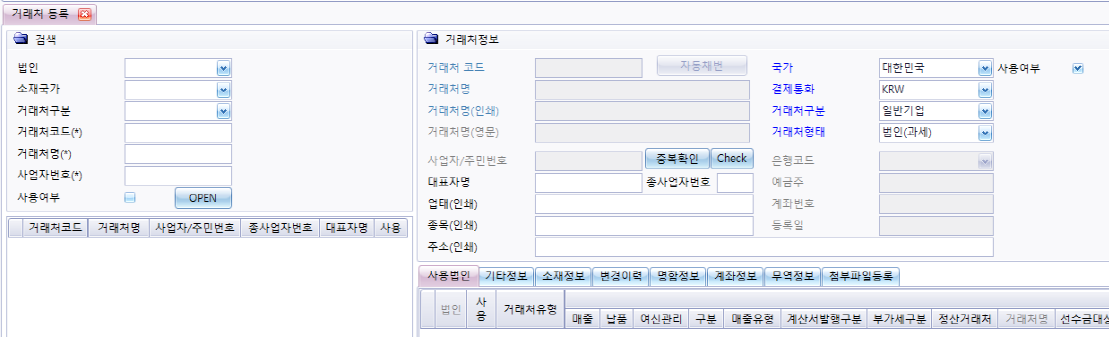 거래처 등록
검색
법인
소재국가
거래처구분
거래처코드(*)
거래처명(*)
사업자번호(*)
사용여부 OPEN
거래처코드 거래처명 사업자/주민번호 종사업자번호 대표자명 사용
거래처정보
거래처 코드 자동채번 국가 대한민국 사용여부
거래처명 결제통화 KRW
거래처명(인쇄) 거래처구분 일반기업
거래처명(영문) 거래처형태 법인(과세)
사업자/주민번호 중복확인 Check 은행코드
대표자명 종사업자번호 예금주
업태(인쇄) 계좌번호
종목(인쇄) 등록일
주소(인쇄)
사용법인 기타정보 소재정보 변경이력 명함정보 계좌정보 무역정보 첨부파일등록
법인 사용 거래처유형
매출 납품 여신관리 구분 매출유형 계산서발행구분 부가세구분 정산거래처 거래처명 선수금대상